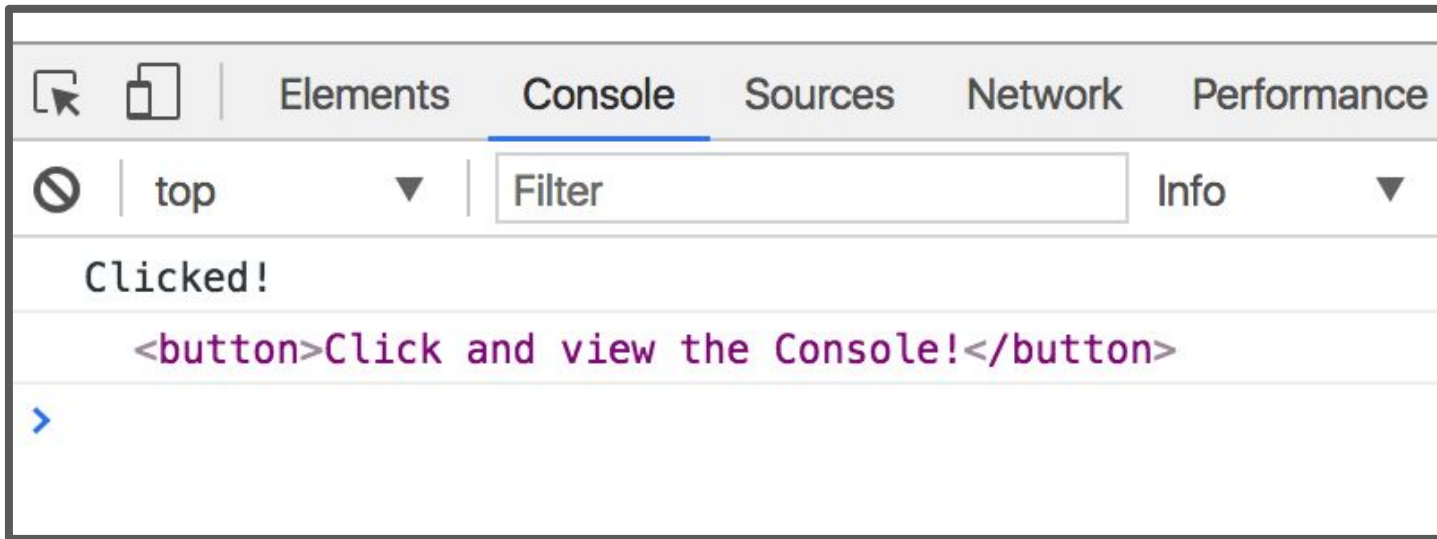 Elements Console Sources Network Performance
top Filter Info
Clicked!
<button>Click and view the Console!</button>
>